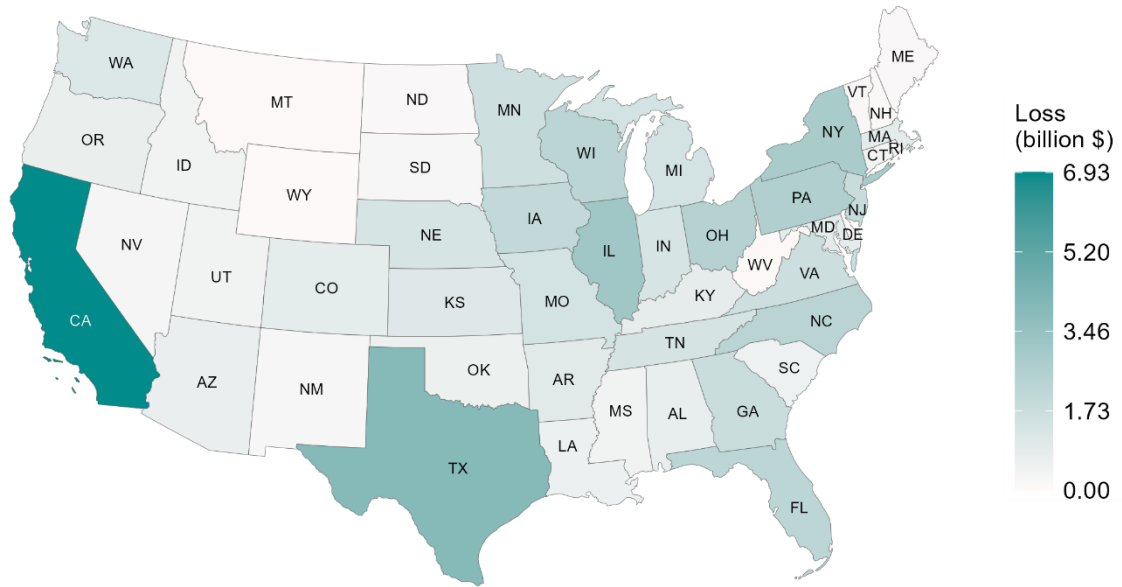 WA
MT
ND
MN
ME
VT
NH
NY
MA
RI
CT
OR
ID
SD
WI
MI
WY
IA
PA
NJ
NE
IL
IN
OH
MD
DE
NV
UT
CO
KS
MO
WV
VA
KY
CA
NC
TN
AZ
NM
OK
AR
SC
MS
AL
GA
LA
TX
FL
Loss
(billion $)
6.93
5.20
3.46
1.73
0.00